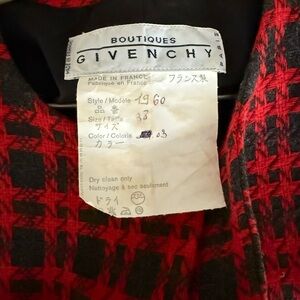 BOUTIQUES
GIVENCHY
MADE IN FRANCE フランス製
Fabriqué en France
Style / Modèle 1960
品番
Size / Taille 38
サイズ
Color / Coloris 03
カラー
Dry clean only
Nettoyage à sec seulement
ドライ